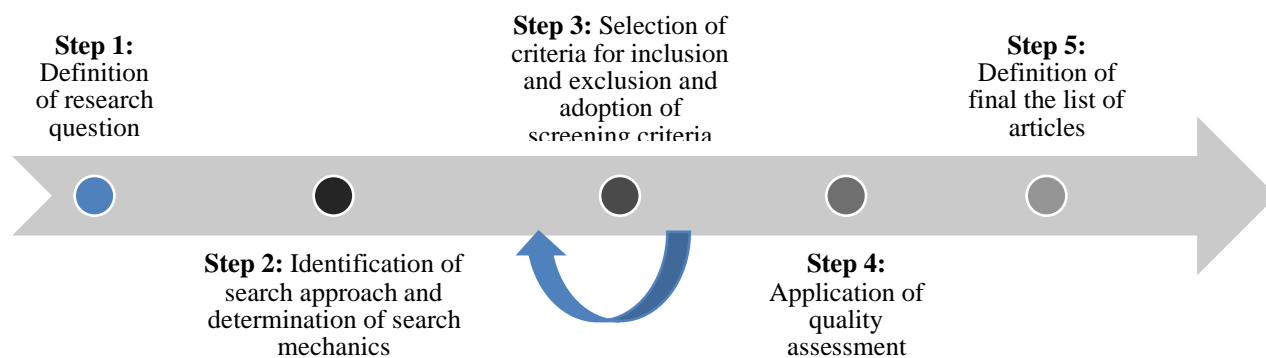 Step 1:
Definition
of research
question
Step 2: Identification of
search approach and
determination of search
mechanics
Step 3: Selection of
criteria for inclusion
and exclusion and
adoption of
screening criteria
Step 4:
Application of
quality
assessment
Step 5:
Definition of
final the list of
articles